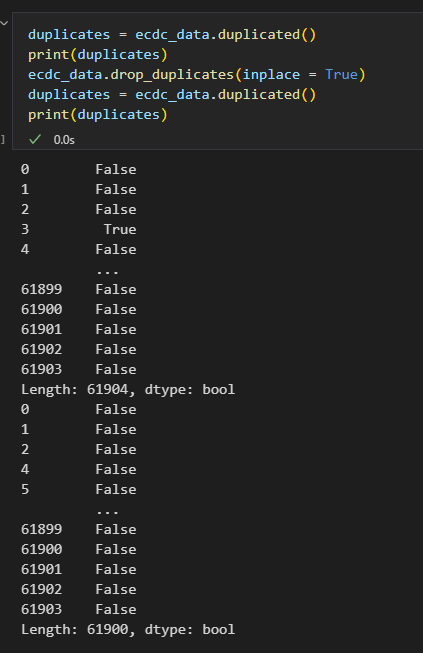 duplicates = ecdc_data.duplicated()
print(duplicates)
ecdc_data.drop_duplicates(inplace = True)
duplicates = ecdc_data.duplicated()
print(duplicates)
] ✓ 0.0s
0 False
1 False
2 False
3 True
4 False
...
61899 False
61900 False
61901 False
61902 False
61903 False
Length: 61904, dtype: bool
0 False
1 False
2 False
4 False
5 False
...
61899 False
61900 False
61901 False
61902 False
61903 False
Length: 61900, dtype: bool